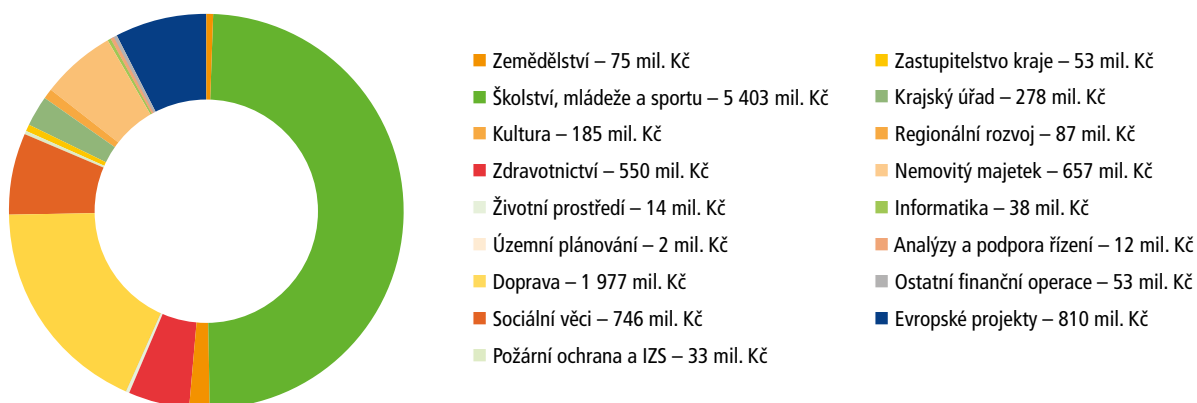 Zemědělství – 75 mil. Kč
Školství, mládeže a sportu – 5 403 mil. Kč
Kultura – 185 mil. Kč
Zdravotnictví – 550 mil. Kč
Životní prostředí – 14 mil. Kč
Územní plánování – 2 mil. Kč
Doprava – 1 977 mil. Kč
Sociální věci – 746 mil. Kč
Požární ochrana a IZS – 33 mil. Kč
Zastupitelstvo kraje – 53 mil. Kč
Krajský úřad – 278 mil. Kč
Regionální rozvoj – 87 mil. Kč
Nemovitý majetek – 657 mil. Kč
Informatika – 38 mil. Kč
Analýzy a podpora řízení – 12 mil. Kč
Ostatní finanční operace – 53 mil. Kč
Evropské projekty – 810 mil. Kč